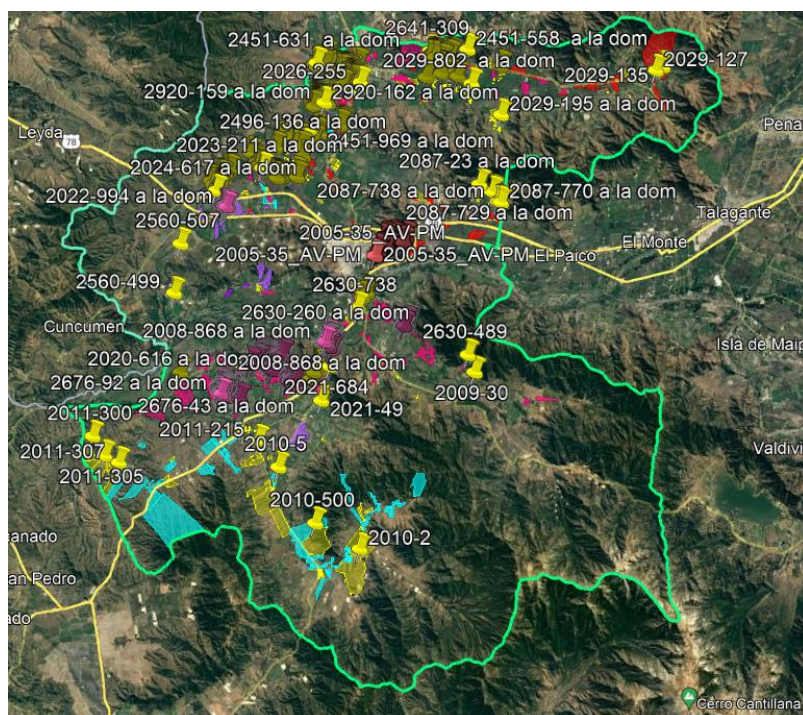 2641-309
2451-631 a la dom
2451-558 a la dom
2026-255
2029-802 a la dom
2029-127
2029-135
2920-159 a la dom
2920-162 a la dom
2029-195 a la dom
Leyda
78
2496-136 a la dom
2451-969 a la dom
2023-211 a la dom
Pena
2024-617 a la dom
2087-23 a la dom
2022-994 a la dom
2087-738 a la dom
2087-770 a la dom
2560-507
2087-729 a la dom
Talagante
2005-35_AV-PM
El Monte
2005-35_AV-PM
2005-35_AV-PM
El Paico
2560-499
2630-738
2630-260 a la dom
Cuncumen
2008-868 a la dom
2630-489
Isla de Maip
2020-616 a la do
2008-868 a la dom
2676-92 a la dom
2021-684
2009-30
2676-43 a la dom
2021-49
2011-300
2011-215
2010-5
2011-307
2011-305
Valdivi
2010-500
anado
2010-2
an Pedro
ado
Cerro Cantillana